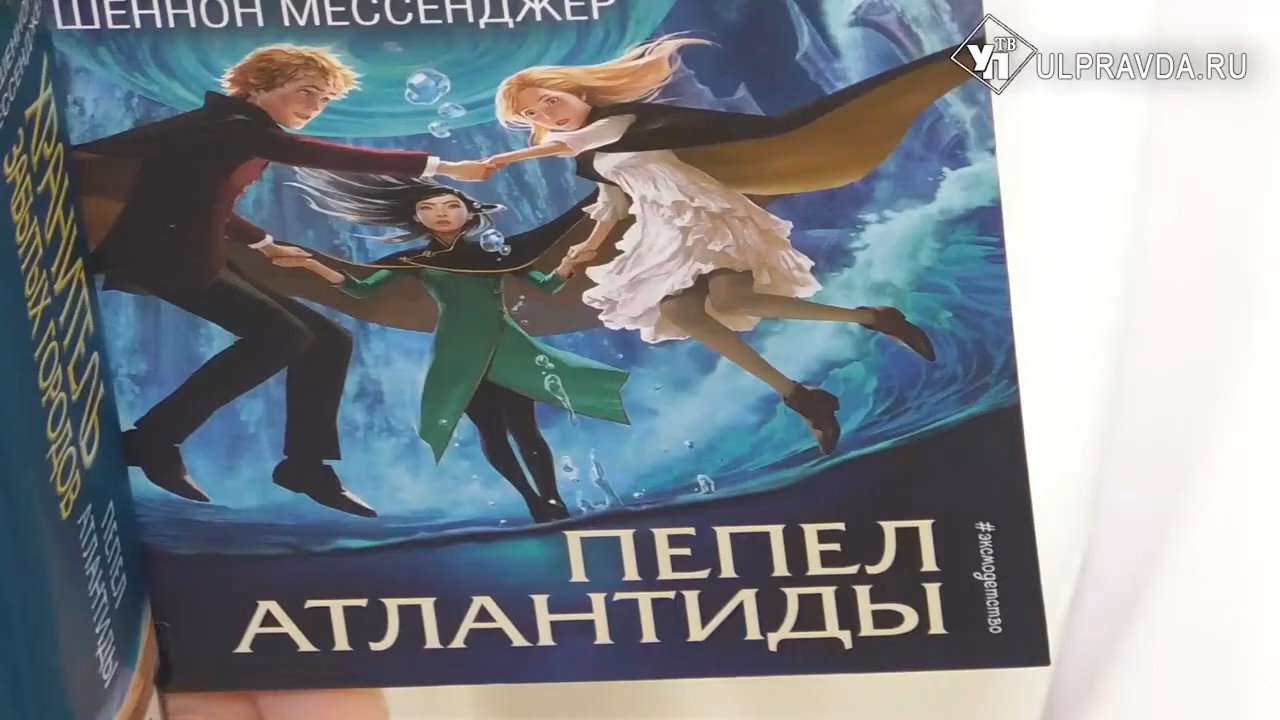 ШЕННОН МЕССЕНДЖЕР
УП ТВ
ULPRAVDA.RU
ХРАНИТЕЛЬ
ЗАБЫТЫХ ГОРОДОВ
ПЕПЕЛ
АТЛАНТИДЫ
ПЕПЕЛ
АТЛАНТИДЫ
#эксмодетство